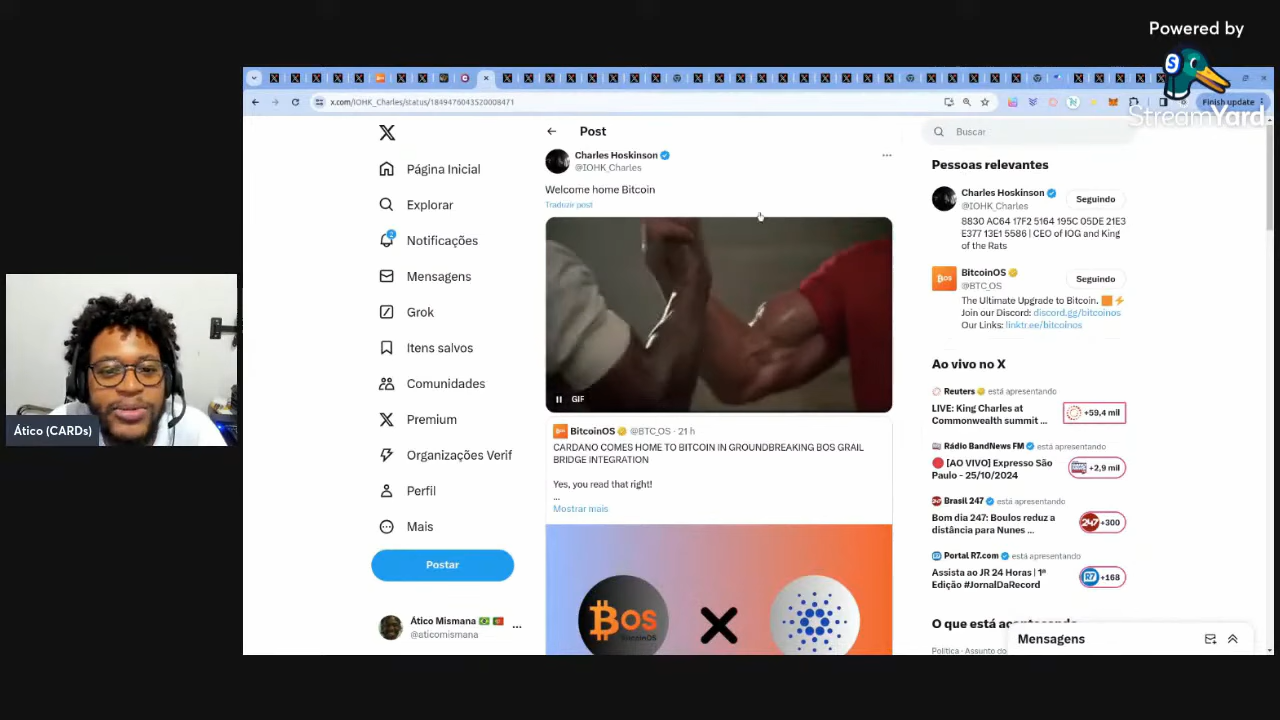 Powered by
StreamYard
x.com/IOHK_Charles/status/1849476043520008471
Finish update
Post
Buscar
Charles Hoskinson
@IOHK_Charles
Welcome home Bitcoin
Traduzir post
GIF
BitcoinOS @BTC_OS · 21 h
CARDANO COMES HOME TO BITCOIN IN GROUNDBREAKING BOS GRAIL
BRIDGE INTEGRATION
Yes, you read that right!
...
Mostrar mais
Bos
BitcoinOS
Página Inicial
Explorar
2
Notificações
Mensagens
Grok
Itens salvos
Comunidades
Premium
Organizações Verif
Perfil
Mais
Postar
Ático Mismana
@aticomismana
Pessoas relevantes
Charles Hoskinson
@IOHK_Charles
Seguindo
8830 AC64 17F2 5164 195C 05DE 21E3
E377 13E1 5586 | CEO of IOG and King
of the Rats
BOS
BitcoinOS
@BTC_OS
Seguindo
The Ultimate Upgrade to Bitcoin.
Join our Discord: discord.gg/bitcoinos
Our Links: linktr.ee/bitcoinos
Ao vivo no X
Reuters está apresentando
LIVE: King Charles at
Commonwealth summit ...
+59,4 mil
Rádio BandNews FM está apresentando
[AO VIVO] Expresso São
Paulo - 25/10/2024
+2,9 mil
Brasil 247 está apresentando
Bom dia 247: Boulos reduz a
distância para Nunes ...
247 +300
Portal R7.com está apresentando
Assista ao JR 24 Horas | 1ª
Edição #JornalDaRecord
R7 +168
O que está acontecendo
Mensagens
Política · Assunto do
Ático (CARDs)